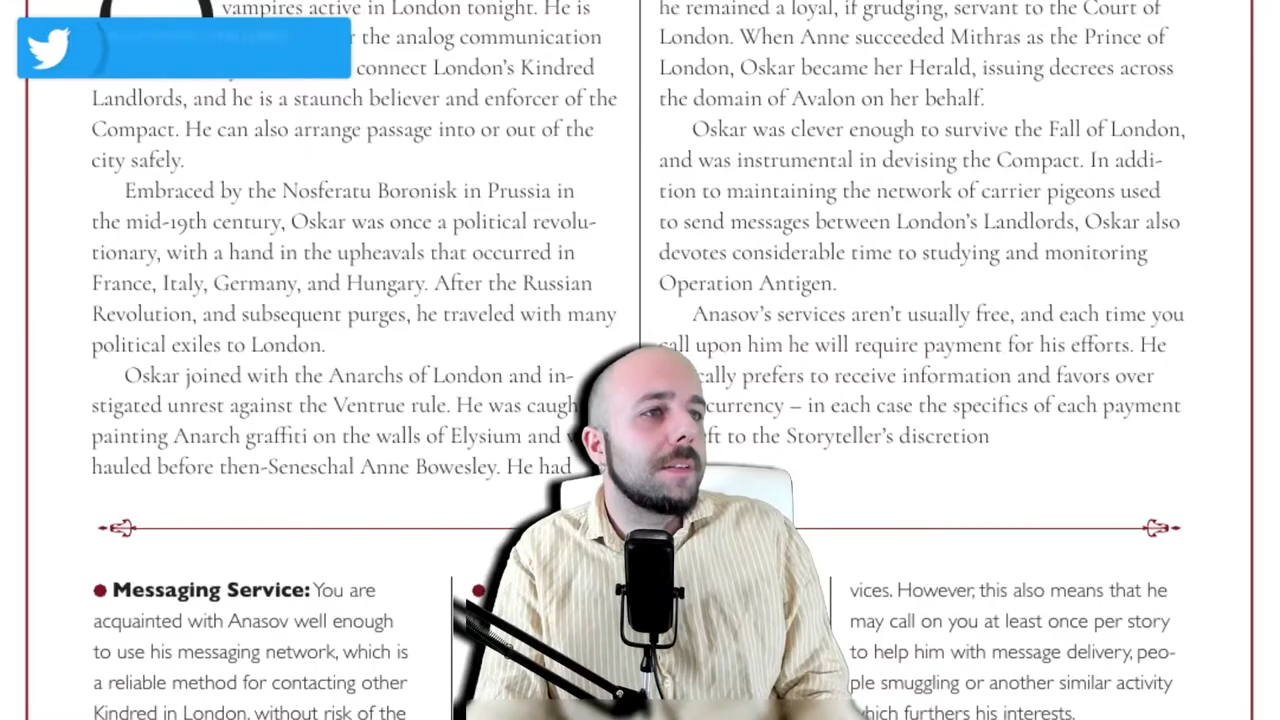 vampires active in London tonight. He is
the analog communication
connect London's Kindred
Landlords, and he is a staunch believer and enforcer of the
Compact. He can also arrange passage into or out of the
city safely.
Embraced by the Nosferatu Boronisk in Prussia in
the mid-19th century, Oskar was once a political revolu-
tionary, with a hand in the upheavals that occurred in
France, Italy, Germany, and Hungary. After the Russian
Revolution, and subsequent purges, he traveled with many
political exiles to London.
Oskar joined with the Anarchs of London and in-
stigated unrest against the Ventrue rule. He was caugh
painting Anarch graffiti on the walls of Elysium and
hauled before then-Seneschal Anne Bowesley. He had
he remained a loyal, if grudging, servant to the Court of
London. When Anne succeeded Mithras as the Prince of
London, Oskar became her Herald, issuing decrees across
the domain of Avalon on her behalf.
Oskar was clever enough to survive the Fall of London,
and was instrumental in devising the Compact. In addi-
tion to maintaining the network of carrier pigeons used
to send messages between London's Landlords, Oskar also
devotes considerable time to studying and monitoring
Operation Antigen.
Anasov's services aren't usually free, and each time you
call upon him he will require payment for his efforts. He
cally prefers to receive information and favors over
currency – in each case the specifics of each payment
eft to the Storyteller's discretion
Messaging Service: You are
acquainted with Anasov well enough
to use his messaging network, which is
a reliable method for contacting other
Kindred in London, without risk of the
vices. However, this also means that he
may call on you at least once per story
to help him with message delivery, peo-
ple smuggling or another similar activity
which furthers his interests.